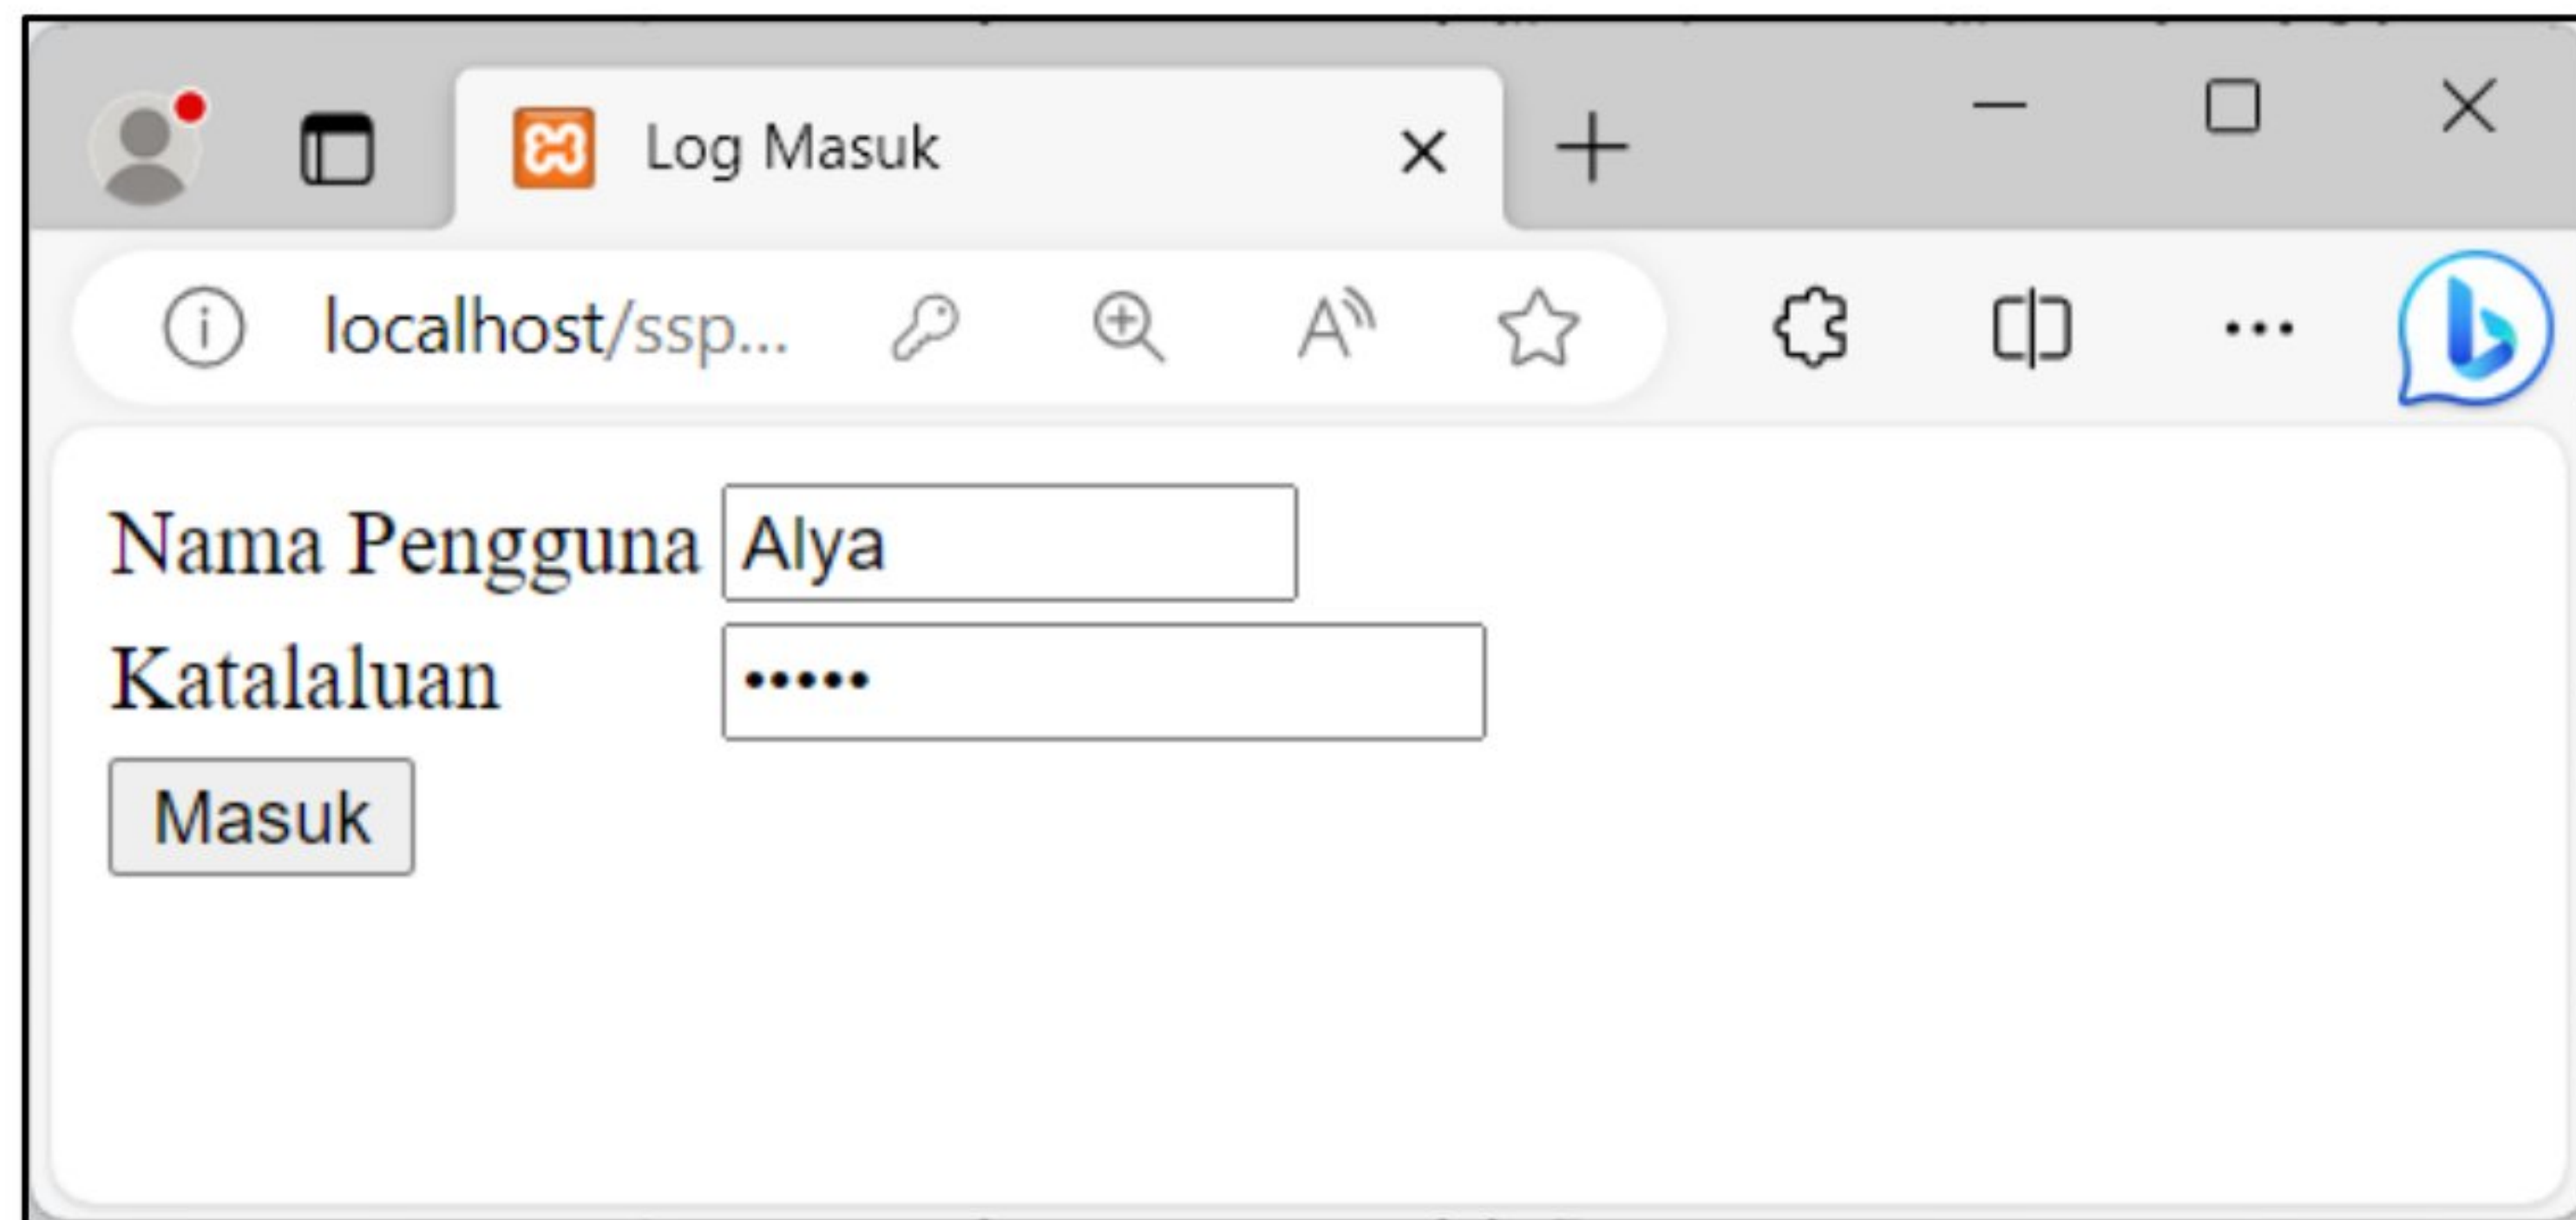 Log Masuk
localhost/ssp...
Nama Pengguna Alya
Katalaluan •••••
Masuk